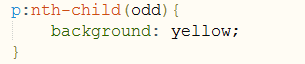 p:nth-child(odd){
    background: yellow;
}